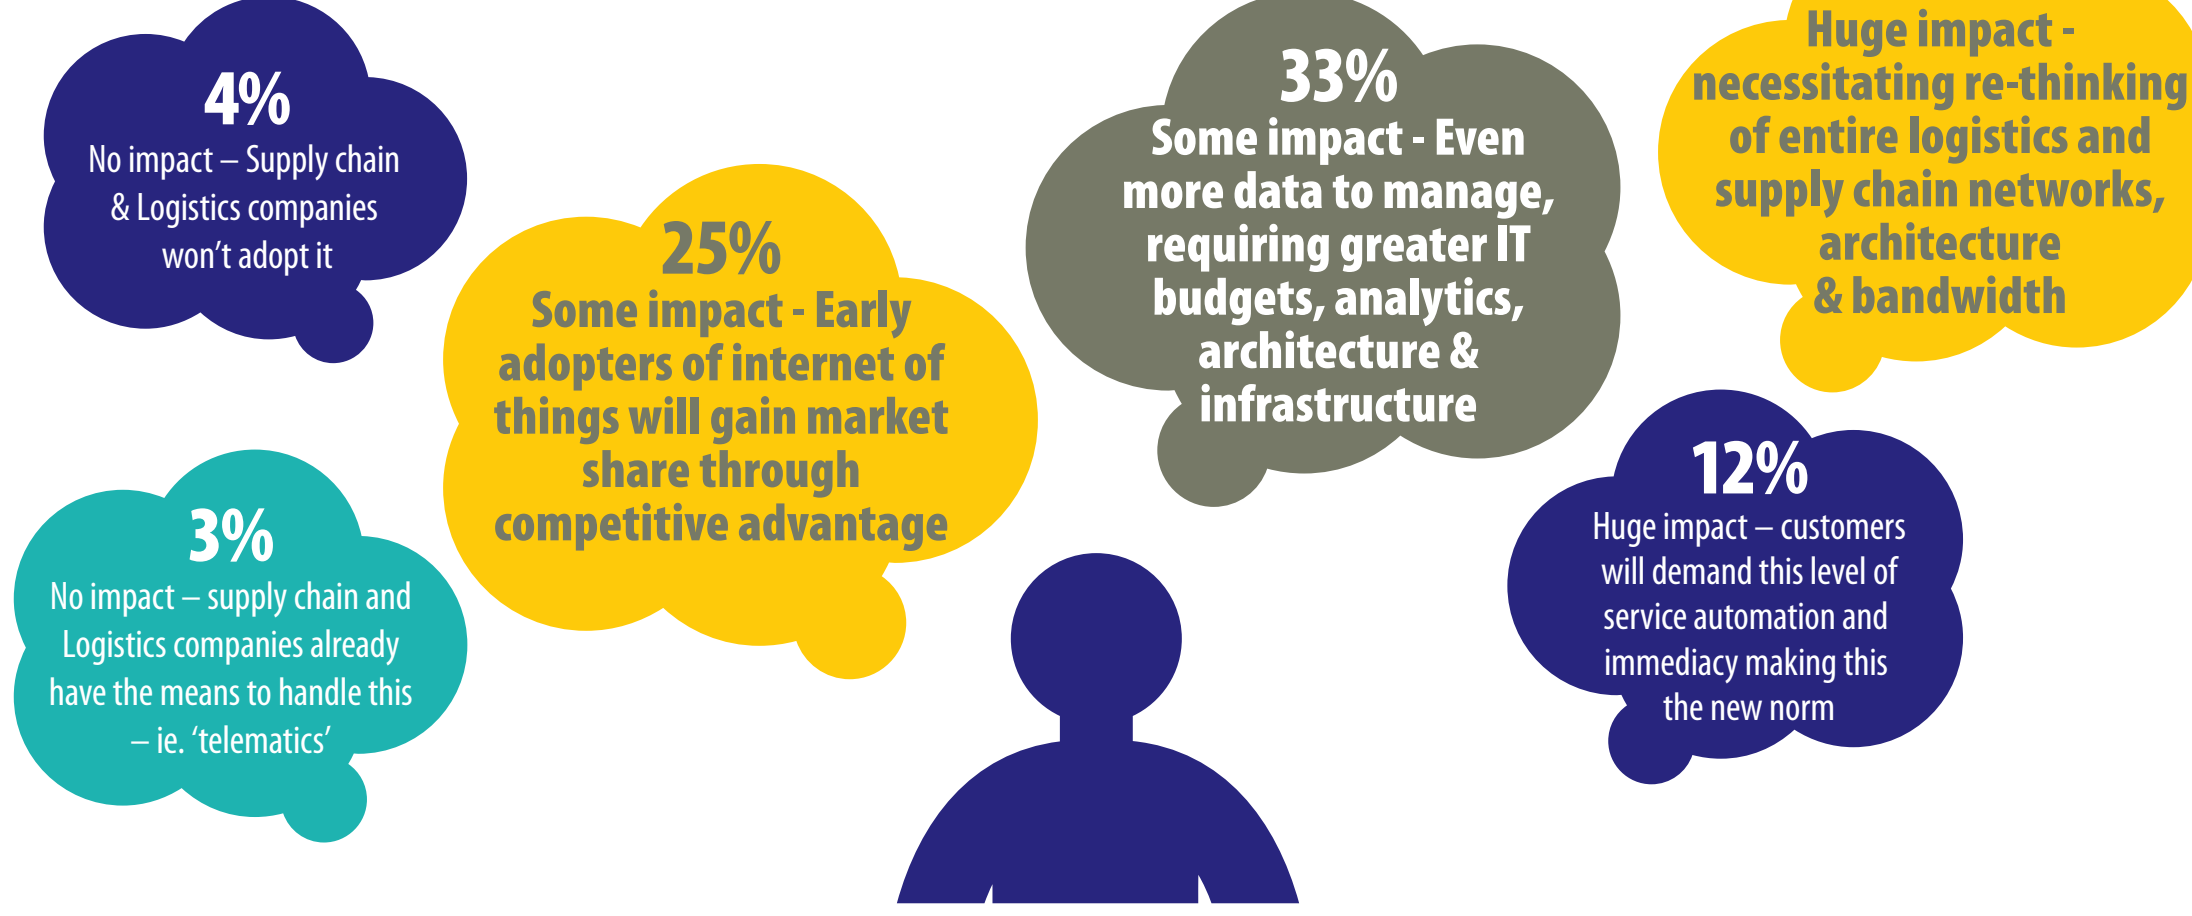 4%
No impact – Supply chain
& Logistics companies
won’t adopt it
3%
No impact – supply chain and
Logistics companies already
have the means to handle this
– ie. ‘telematics’
25%
Some impact - Early
adopters of internet of
things will gain market
share through
competitive advantage
33%
Some impact - Even
more data to manage,
requiring greater IT
budgets, analytics,
architecture &
infrastructure
Huge impact -
necessitating re-thinking
of entire logistics and
supply chain networks,
architecture
& bandwidth
12%
Huge impact – customers
will demand this level of
service automation and
immediacy making this
the new norm